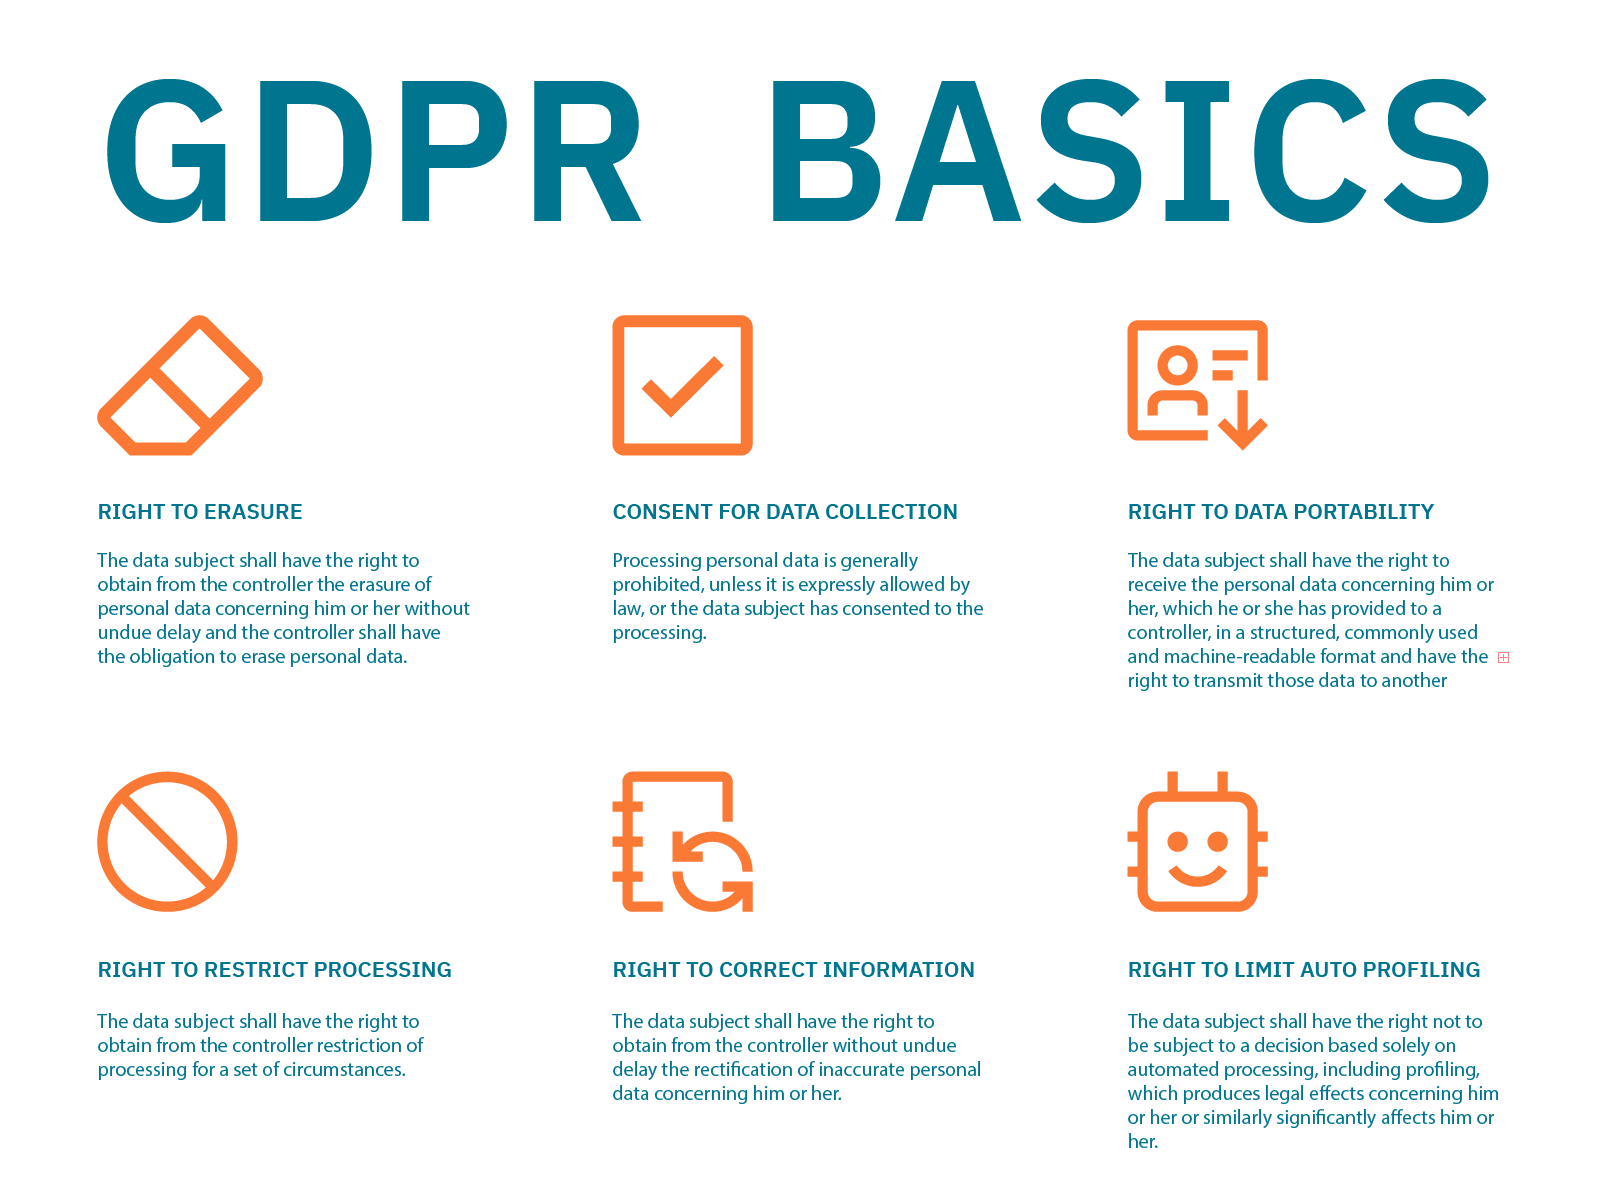 GDPR BASICS
RIGHT TO ERASURE
The data subject shall have the right to
obtain from the controller the erasure of
personal data concerning him or her without
undue delay and the controller shall have
the obligation to erase personal data.
CONSENT FOR DATA COLLECTION
Processing personal data is generally
prohibited, unless it is expressly allowed by
law, or the data subject has consented to the
processing.
RIGHT TO DATA PORTABILITY
The data subject shall have the right to
receive the personal data concerning him or
her, which he or she has provided to a
controller, in a structured, commonly used
and machine-readable format and have the
right to transmit those data to another
RIGHT TO RESTRICT PROCESSING
The data subject shall have the right to
obtain from the controller restriction of
processing for a set of circumstances.
RIGHT TO CORRECT INFORMATION
The data subject shall have the right to
obtain from the controller without undue
delay the rectification of inaccurate personal
data concerning him or her.
RIGHT TO LIMIT AUTO PROFILING
The data subject shall have the right not to
be subject to a decision based solely on
automated processing, including profiling,
which produces legal effects concerning him
or her or similarly significantly affects him or
her.